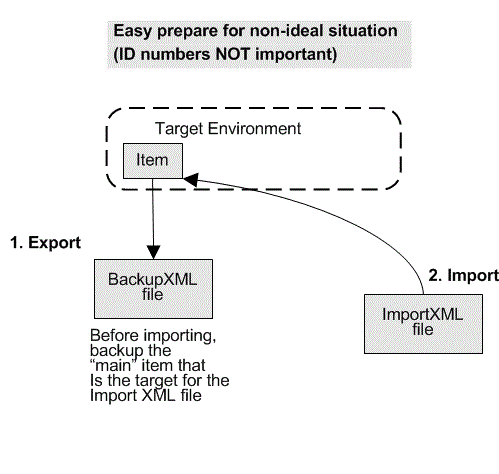 Easy prepare for non-ideal situation
(ID numbers NOT important)
Target Environment
Item
1. Export
BackupXML
file
2. Import
ImportXML
file
Before importing,
backup the
“main” item that
Is the target for the
Import XML file